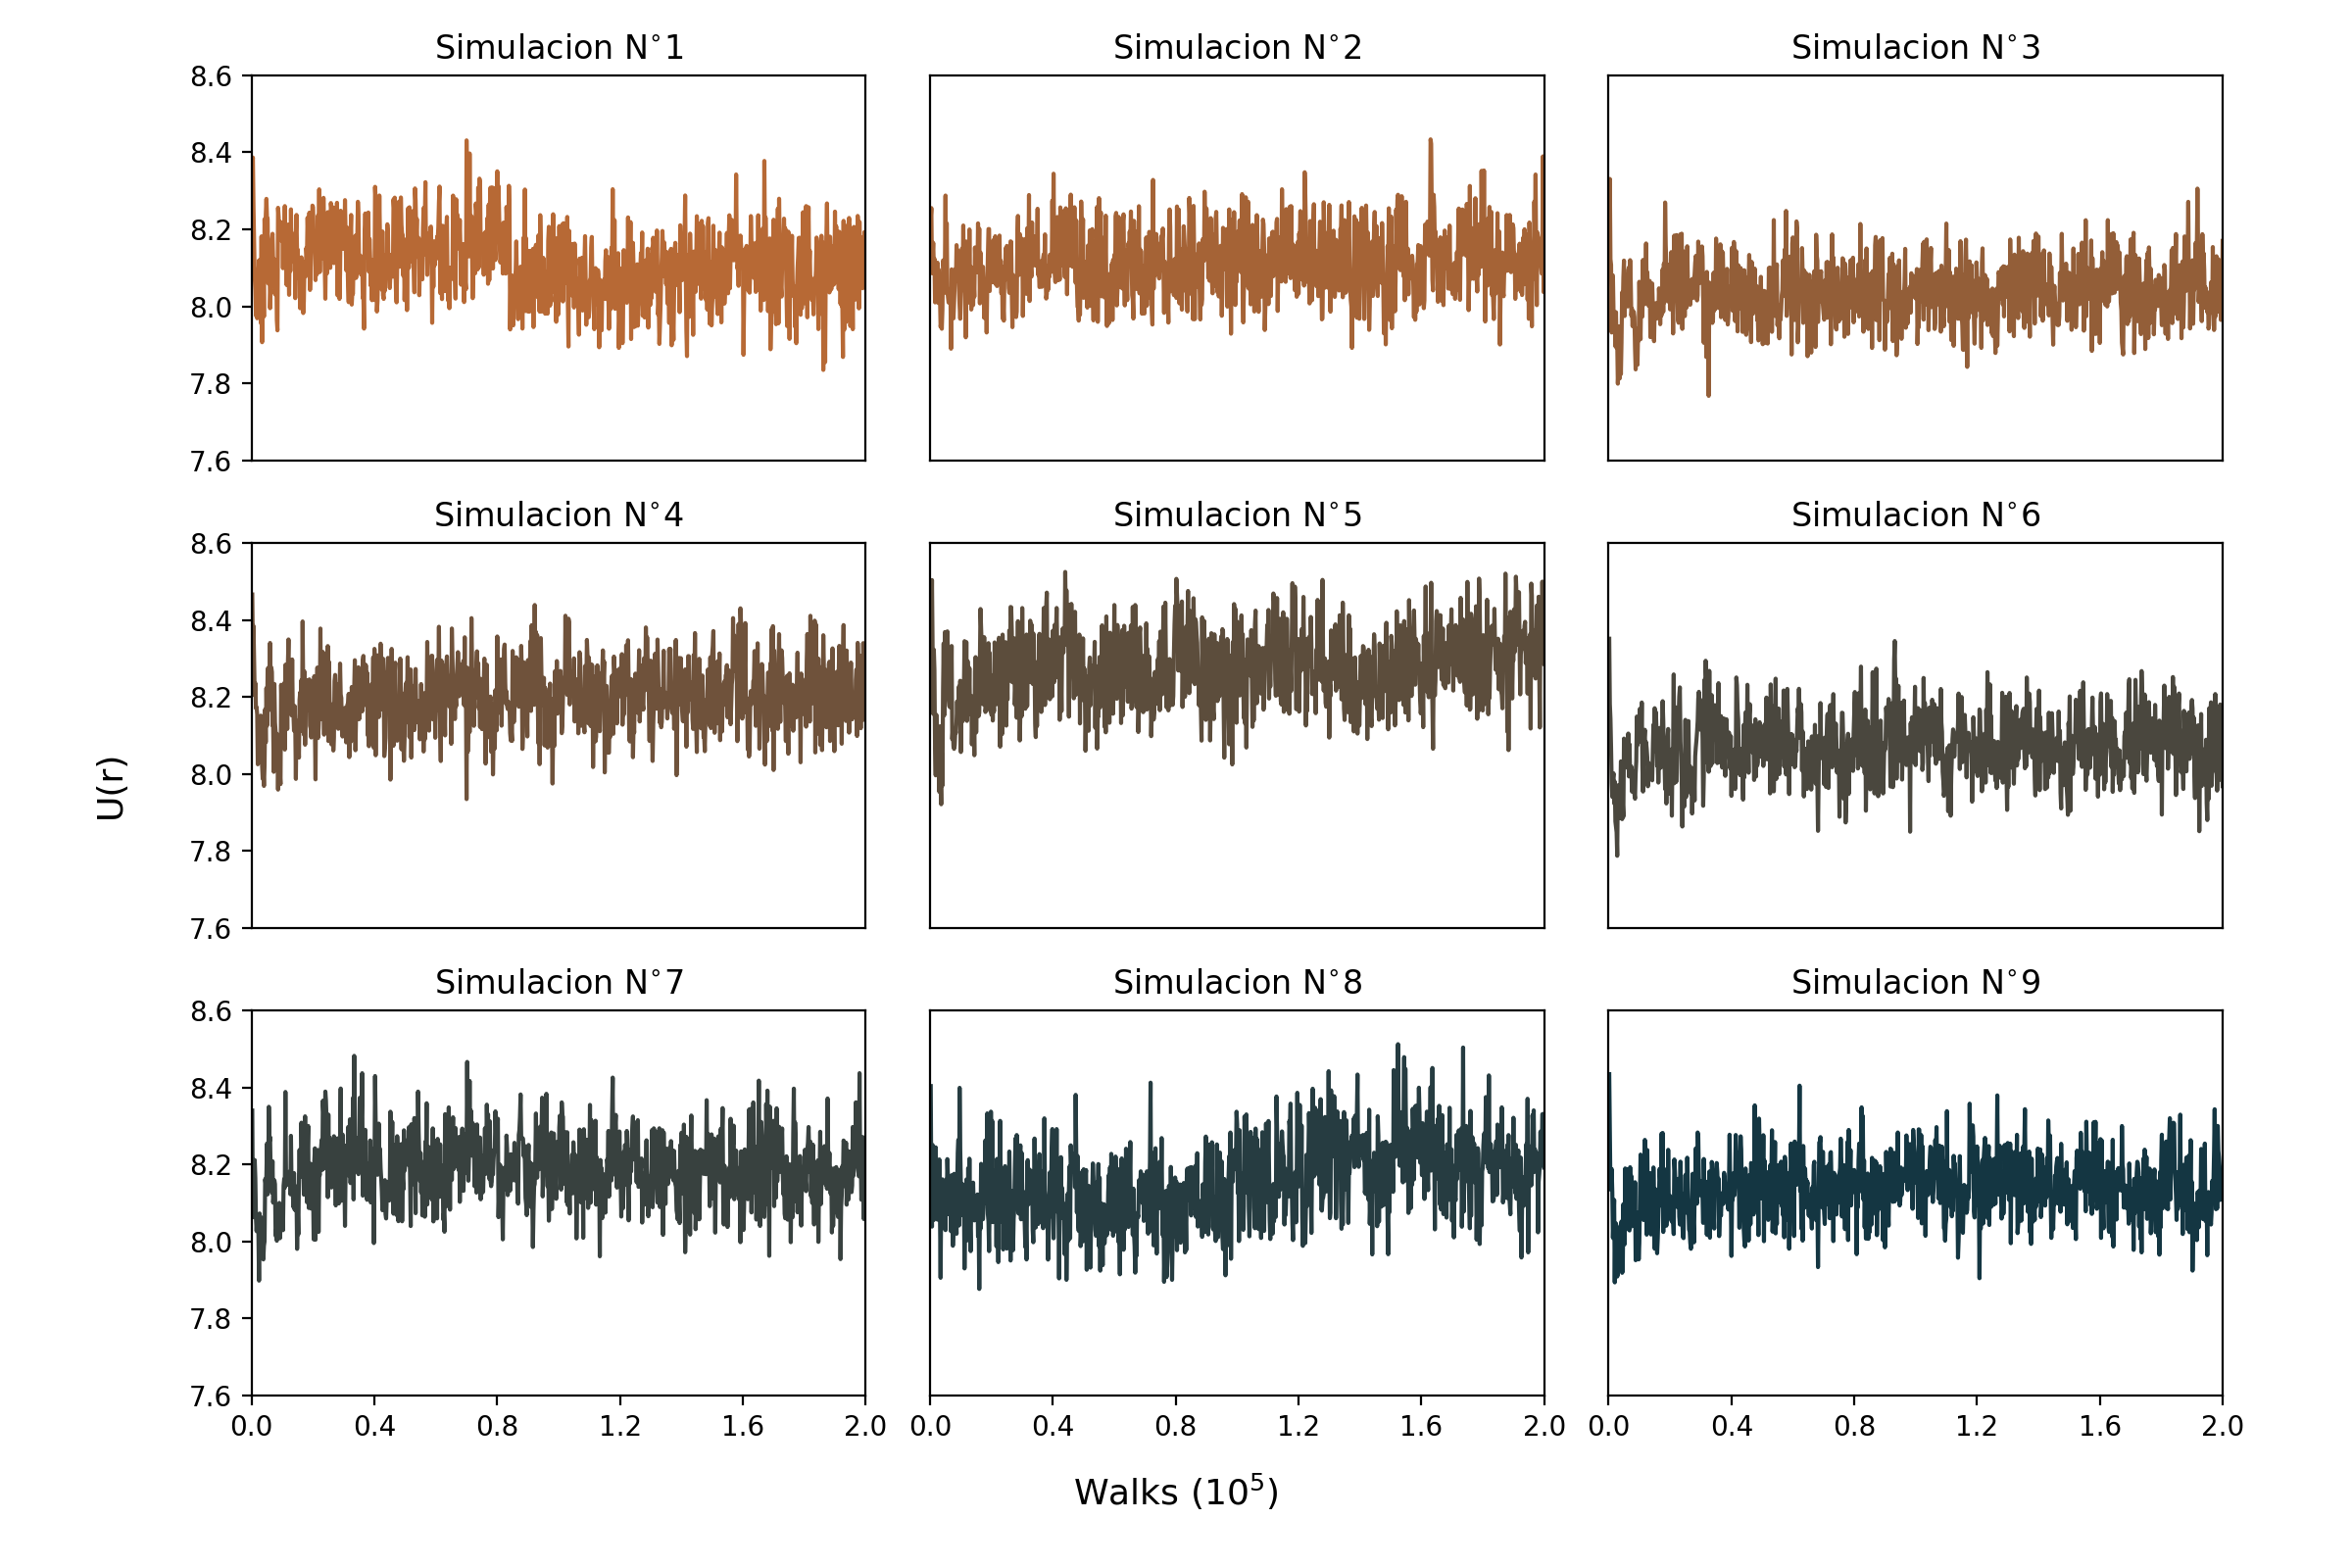 Simulacion N°1
Simulacion N°2
Simulacion N°3
8.6
8.4
8.2
8.0
7.8
7.6
Simulacion N°4
Simulacion N°5
Simulacion N°6
8.6
8.4
8.2
8.0
7.8
7.6
U(r)
Simulacion N°7
Simulacion N°8
Simulacion N°9
8.6
8.4
8.2
8.0
7.8
7.6
0.0 0.4 0.8 1.2 1.6 2.0
0.0 0.4 0.8 1.2 1.6 2.0
0.0 0.4 0.8 1.2 1.6 2.0
Walks (10⁵)